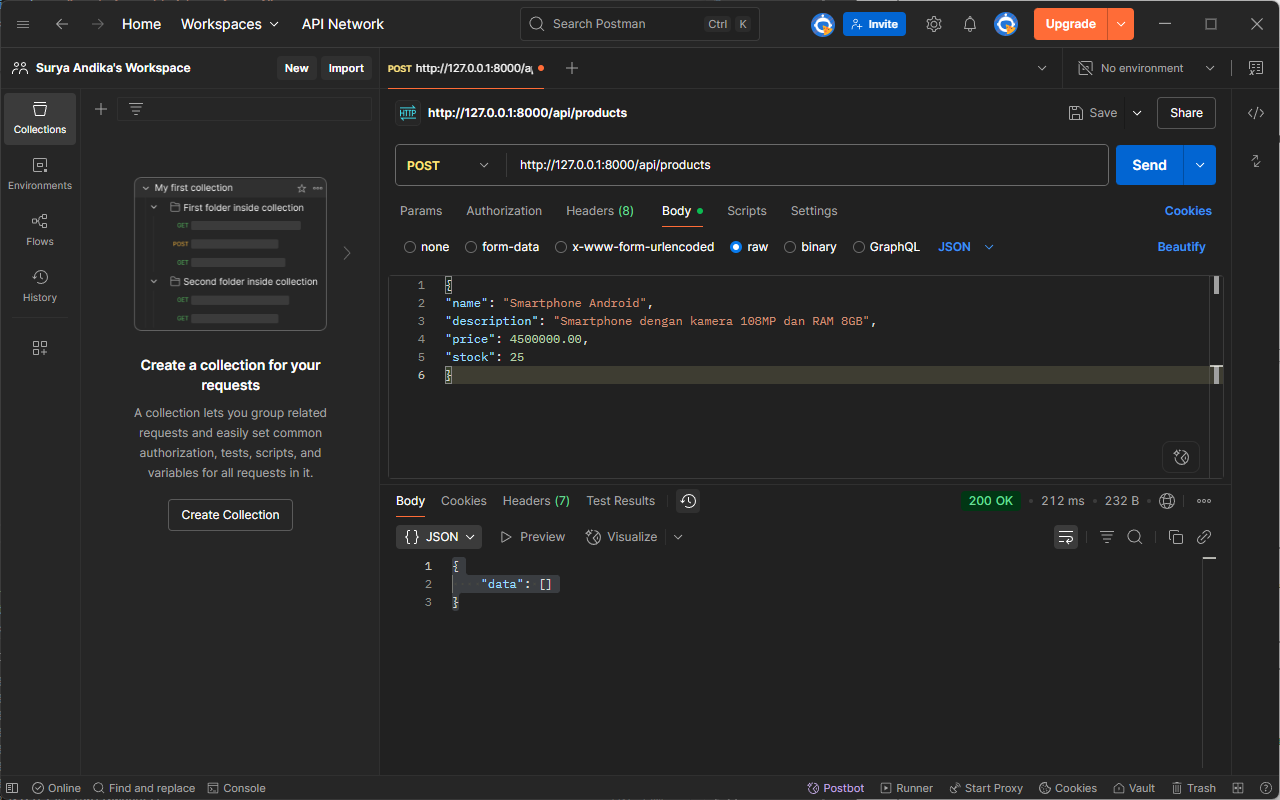 Home Workspaces API Network Search Postman Ctrl K Invite Upgrade
Surya Andika's Workspace New Import POST http://127.0.0.1:8000/a No environment
Collections
Environments
Flows
History
My first collection
First folder inside collection
GET
POST
GET
Second folder inside collection
GET
GET
Create a collection for your
requests
A collection lets you group related
requests and easily set common
authorization, tests, scripts, and
variables for all requests in it.
Create Collection
HTTP http://127.0.0.1:8000/api/products Save Share
POST http://127.0.0.1:8000/api/products Send
Params Authorization Headers (8) Body Scripts Settings Cookies
none form-data x-www-form-urlencoded raw binary GraphQL JSON Beautify
1 {
2 "name": "Smartphone Android",
3 "description": "Smartphone dengan kamera 108MP dan RAM 8GB",
4 "price": 4500000.00,
5 "stock": 25
6 }
Body Cookies Headers (7) Test Results 200 OK • 212 ms • 232 B
{} JSON Preview Visualize
1 {
2 "data": []
3 }
Online Find and replace Console Postbot Runner Start Proxy Cookies Vault Trash